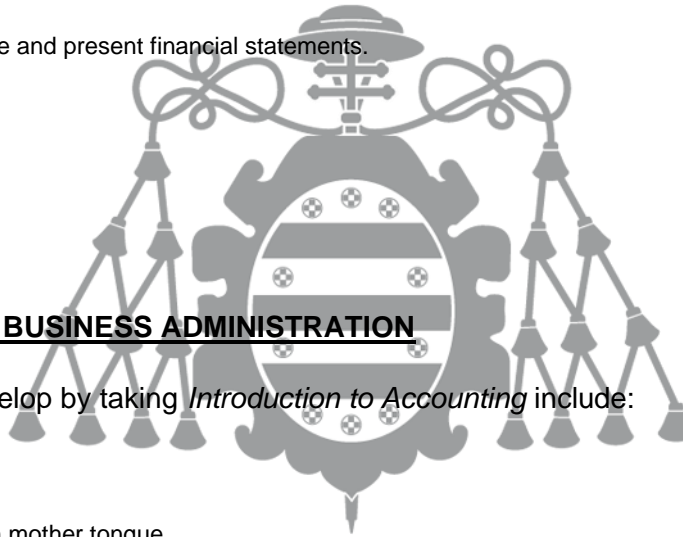 e and present financial statements.
BUSINESS ADMINISTRATION
elop by taking Introduction to Accounting include:
mother tongue